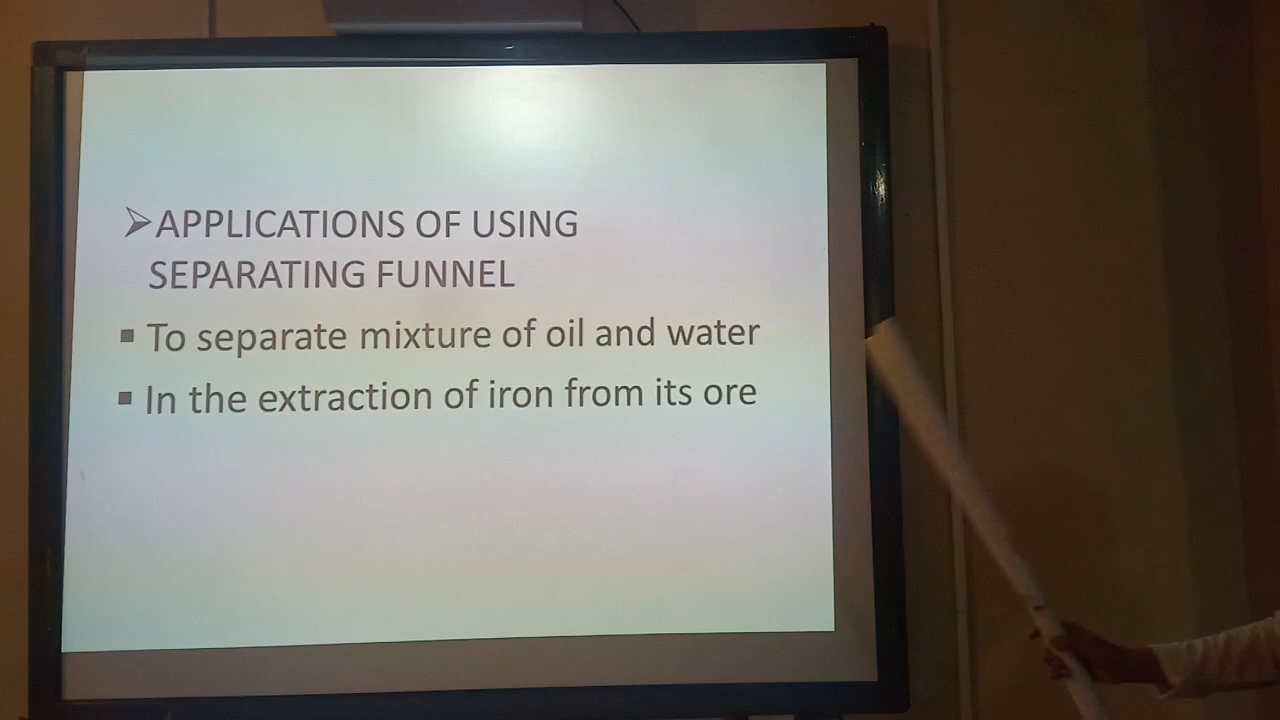 ➢APPLICATIONS OF USING
SEPARATING FUNNEL
▪ To separate mixture of oil and water
▪ In the extraction of iron from its ore